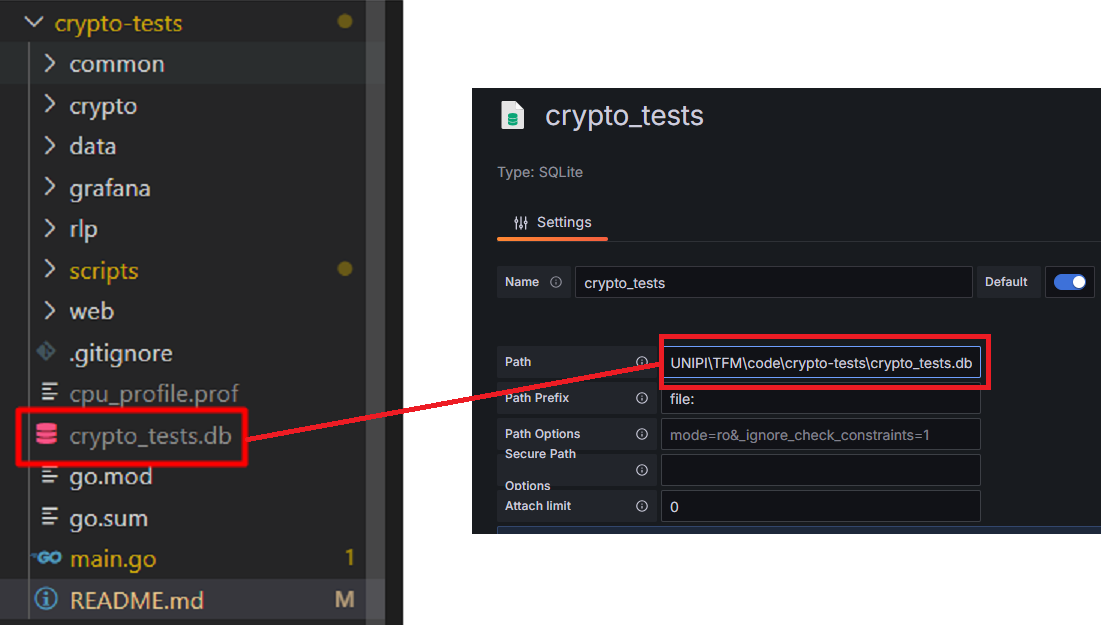 crypto-tests
common
crypto
data
grafana
rlp
scripts
web
.gitignore
cpu_profile.prof
crypto_tests.db
go.mod
go.sum
GO main.go 1
README.md M
crypto_tests
Type: SQLite
Settings
Name crypto_tests Default
Path UNIPI\TFM\code\crypto-tests\crypto_tests.db
Path Prefix file:
Path Options mode=ro&_ignore_check_constraints=1
Secure Path
Options
Attach limit 0